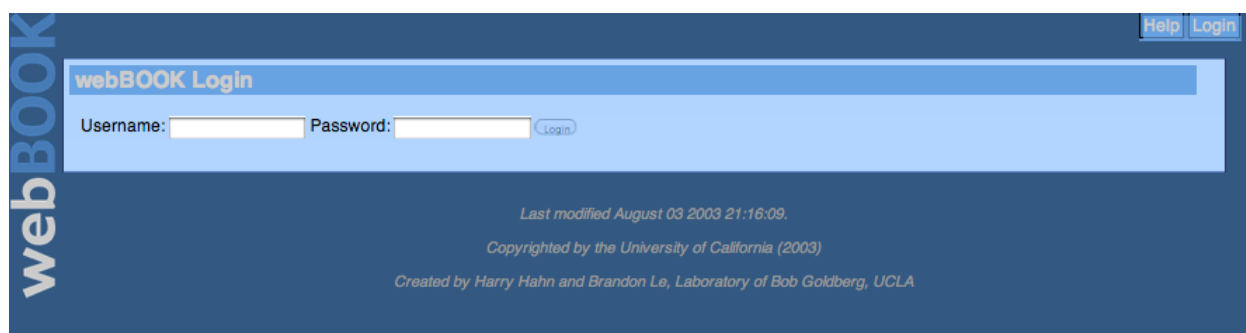 Help Login
webBOOK
webBOOK Login
Username: Password: Login
Last modified August 03 2003 21:16:09.
Copyrighted by the University of California (2003)
Created by Harry Hahn and Brandon Le, Laboratory of Bob Goldberg, UCLA